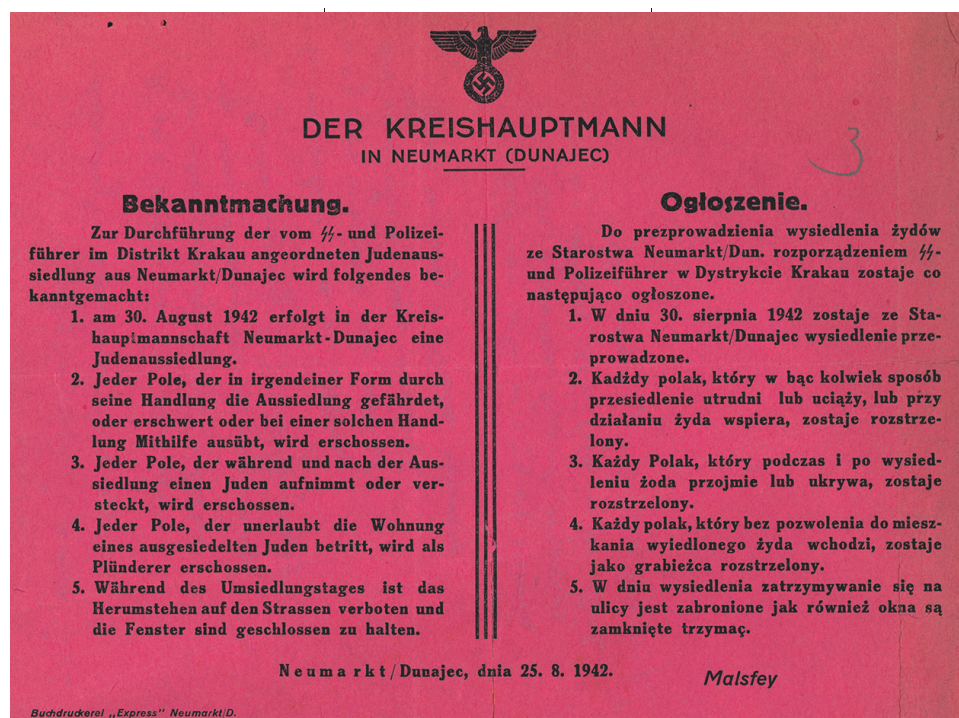 DER KREISHAUPTMANN
IN NEUMARKT (DUNAJEC)
3
Bekanntmachung.
Zur Durchführung der vom ᛋᛋ- und Polizei-
führer im Distrikt Krakau angeordneten Judenaus-
siedlung aus Neumarkt/Dunajec wird folgendes be-
kanntgemacht:
1. am 30. August 1942 erfolgt in der Kreis-
hauptmannschaft Neumarkt-Dunajec eine
Judenaussiedlung.
2. Jeder Pole, der in irgendeiner Form durch
seine Handlung die Aussiedlung gefährdet,
oder erschwert oder bei einer solchen Hand-
lung Mithilfe ausübt, wird erschossen.
3. Jeder Pole, der während und nach der Aus-
siedlung einen Juden aufnimmt oder ver-
steckt, wird erschossen.
4. Jeder Pole, der unerlaubt die Wohnung
eines ausgesiedelten Juden betritt, wird als
Plünderer erschossen.
5. Während des Umsiedlungstages ist das
Herumstehen auf den Strassen verboten und
die Fenster sind geschlossen zu halten.
Ogłoszenie.
Do prezprowadzienia wysiedlenia żydów
ze Starostwa Neumarkt/Dun. rozporządzeniem ᛋᛋ-
und Polizeiführer w Dystrykcie Krakau zostaje co
następująco ogłoszone.
1. W dniu 30. sierpnia 1942 zostaje ze Sta-
rostwa Neumarkt/Dunajec wysiedlenie prze-
prowadzone.
2. Kadżdy polak, który w bąc kolwiek sposób
przesiedlenie utrudni lub uciąży, lub przy
działaniu żyda wspiera, zostaje rozstrze-
lony.
3. Każdy Polak, który podczas i po wysied-
leniu żoda przojmie lub ukrywa, zostaje
rozstrzelony.
4. Każdy polak, który bez pozwolenia do miesz-
kania wyiedlonego żyda wchodzi, zostaje
jako grabieżca rozstrzelony.
5. W dniu wysiedlenia zatrzymywanie się na
ulicy jest zabronione jak również okna są
zamknięte trzymaç.
Neumarkt/Dunajec, dnia 25. 8. 1942.
Malsfey
Buchdruckerei „Express" Neumarkt/D.